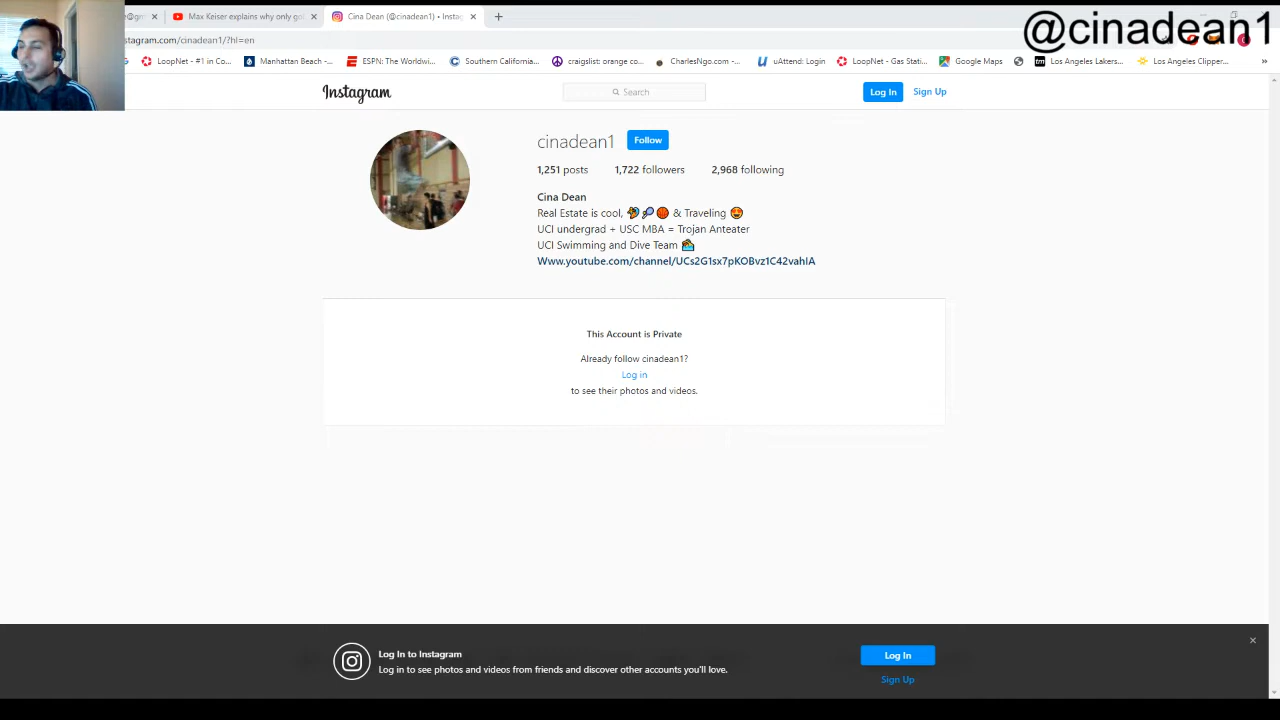 @cinadean1
e@gm
Max Keiser explains why only gol
Cina Dean (@cinadean1) • Instag
stagram.com/cinadean1/?hl=en
LoopNet - #1 in Co...
Manhattan Beach -...
ESPN: The Worldwi...
Southern California...
craigslist: orange co...
CharlesNgo.com -...
uAttend: Login
LoopNet - Gas Stati...
Google Maps
Los Angeles Lakers...
Los Angeles Clipper...
Instagram
Search
Log In
Sign Up
cinadean1 Follow
1,251 posts 1,722 followers 2,968 following
Cina Dean
Real Estate is cool, 🏄🎾🏀 & Traveling 😍
UCI undergrad + USC MBA = Trojan Anteater
UCI Swimming and Dive Team 🏊
Www.youtube.com/channel/UCs2G1sx7pKOBvz1C42vahIA
This Account is Private
Already follow cinadean1?
Log in
to see their photos and videos.
Log In to Instagram
Log in to see photos and videos from friends and discover other accounts you'll love.
Log In
Sign Up